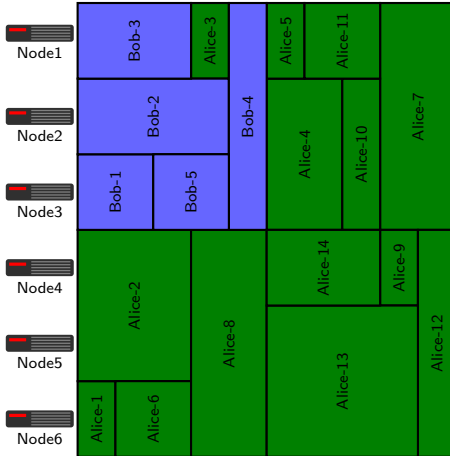 Node1
Bob-3
Alice-3
Bob-4
Alice-5
Alice-11
Alice-7
Node2
Bob-2
Alice-4
Alice-10
Node3
Bob-1
Bob-5
Node4
Alice-2
Alice-8
Alice-14
Alice-9
Alice-12
Node5
Alice-13
Node6
Alice-1
Alice-6